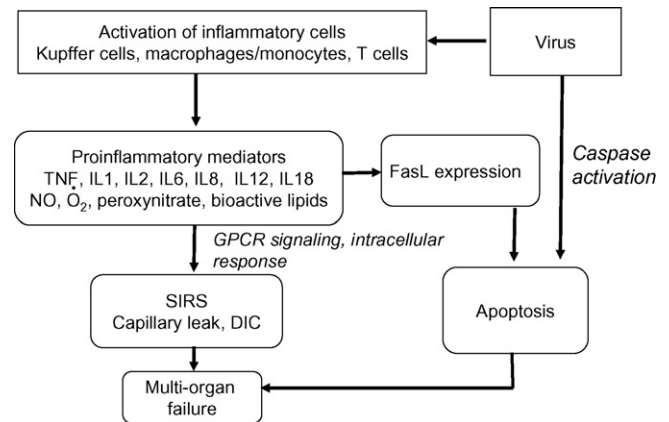 Activation of inflammatory cells
Kupffer cells, macrophages/monocytes, T cells
Virus
Proinflammatory mediators
TNF, IL1, IL2, IL6, IL8, IL12, IL18
NO, O₂, peroxynitrate, bioactive lipids
FasL expression
Caspase
activation
GPCR signaling, intracellular
response
SIRS
Capillary leak, DIC
Apoptosis
Multi-organ
failure